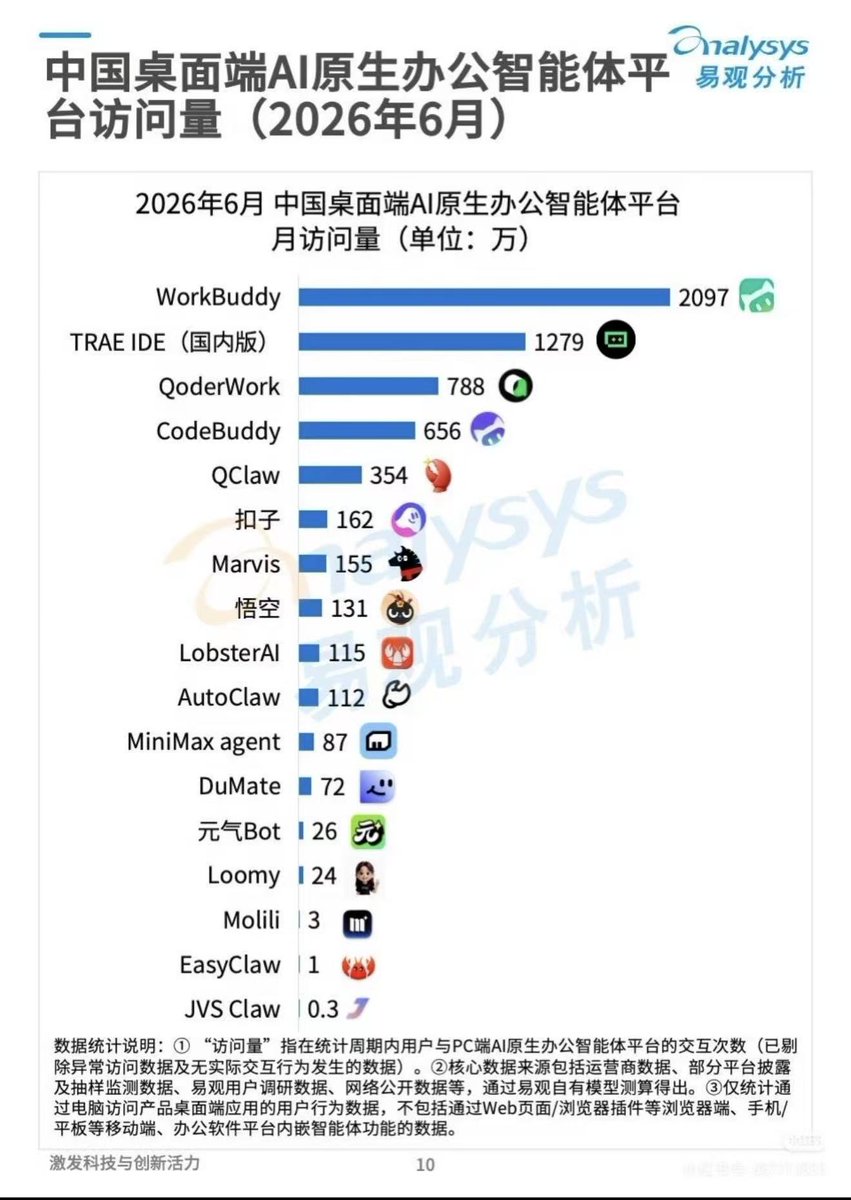 analysys
易观分析
中国桌面端AI原生办公智能体平
台访问量（2026年6月）
2026年6月 中国桌面端AI原生办公智能体平台
月访问量（单位：万）
WorkBuddy 2097
TRAE IDE（国内版） 1279
QoderWork 788
CodeBuddy 656
QClaw 354
扣子 162
Marvis 155
悟空 131
LobsterAI 115
AutoClaw 112
MiniMax agent 87
DuMate 72
元气Bot 26
Loomy 24
Molili 3
EasyClaw 1
JVS Claw 0.3
analysys
易观分析
数据统计说明：①“访问量”指在统计周期内用户与PC端AI原生办公智能体平台的交互次数（已剔
除异常访问数据及无实际交互行为发生的数据）。②核心数据来源包括运营商数据、部分平台披露
及抽样监测数据、易观用户调研数据、网络公开数据等，通过易观自有模型测算得出。③仅统计通
过电脑访问产品桌面端应用的用户行为数据，不包括通过Web页面/浏览器插件等浏览器端、手机/
平板等移动端、办公软件平台内嵌智能体功能的数据。
激发科技与创新活力
10